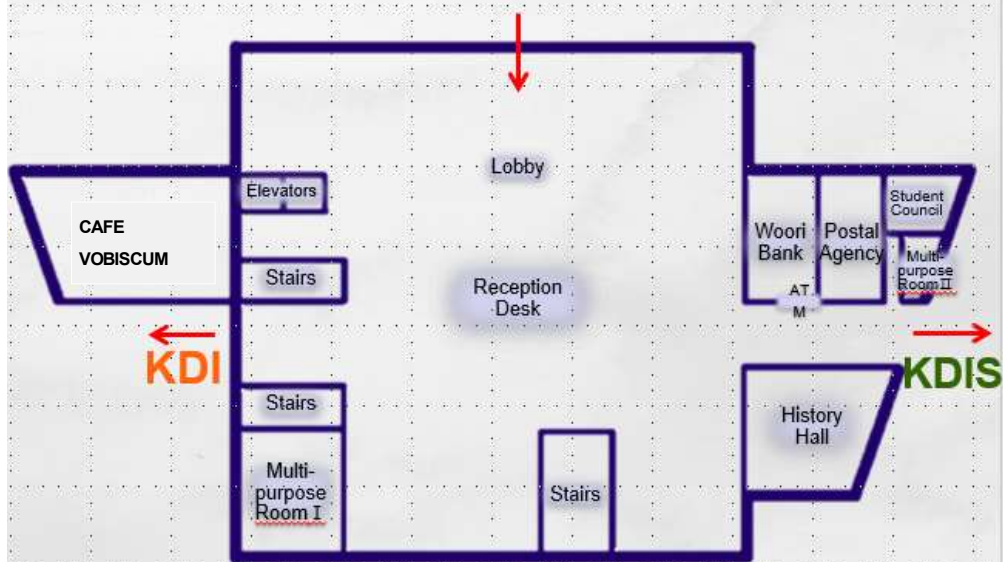 Lobby
Elevators
CAFE
VOBISCUM
Stairs
Reception
Desk
Woori
Bank
Postal
Agency
Student
Council
Multi-
purpose
Room Ⅱ
AT
M
KDI
KDIS
Stairs
Multi-
purpose
Room Ⅰ
Stairs
History
Hall